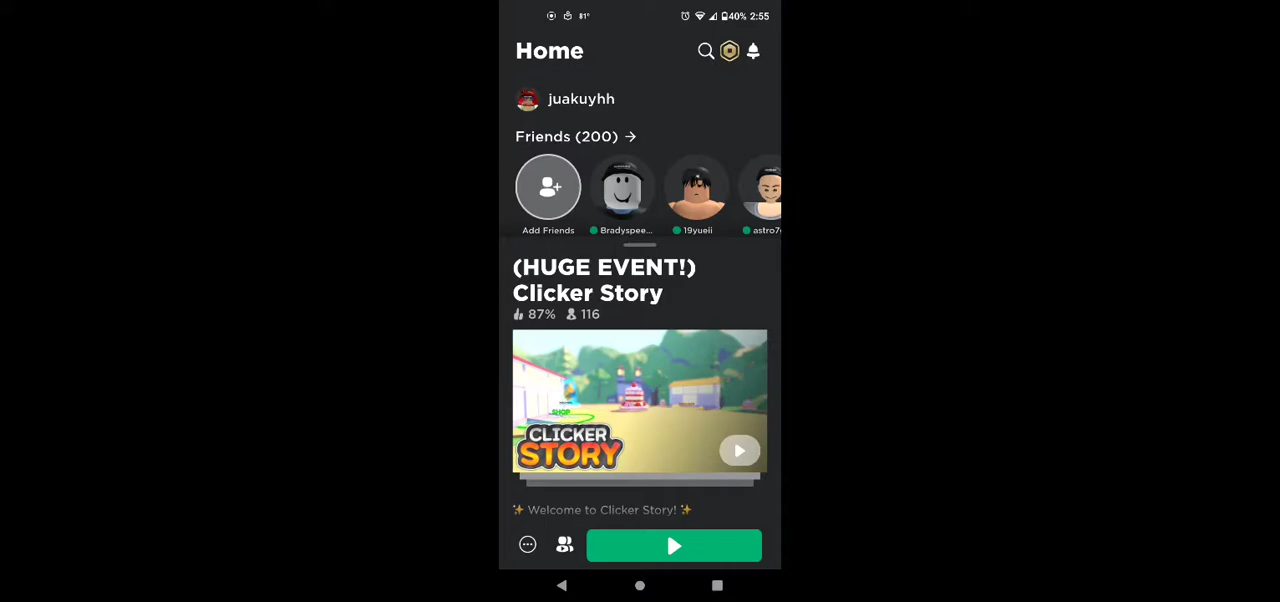 81° 40% 2:55
Home
juakuyhh
Friends (200) →
Add Friends Bradyspee... 19yueii astro7
(HUGE EVENT!)
Clicker Story
87% 116
SHOP
CLICKER
STORY
✨ Welcome to Clicker Story! ✨